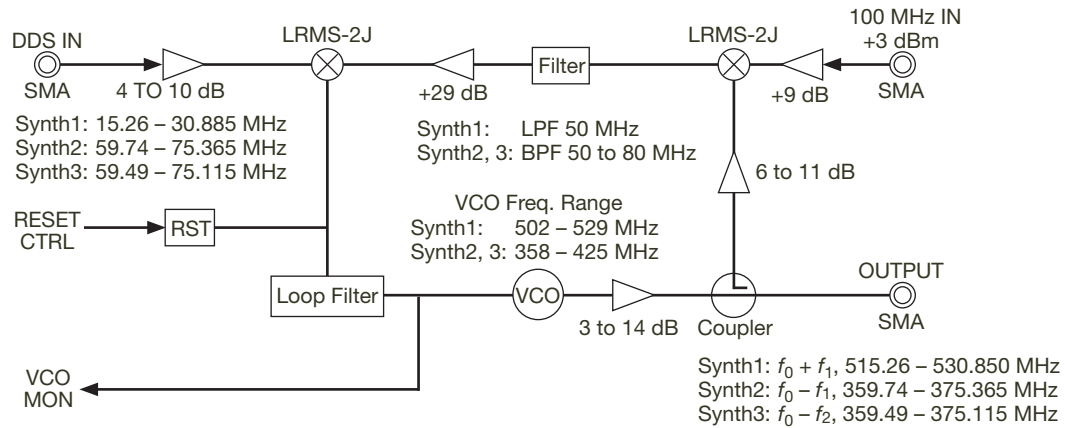 DDS IN
SMA
4 TO 10 dB
Synth1: 15.26 – 30.885 MHz
Synth2: 59.74 – 75.365 MHz
Synth3: 59.49 – 75.115 MHz
LRMS-2J
+29 dB
Filter
Synth1: LPF 50 MHz
Synth2, 3: BPF 50 to 80 MHz
LRMS-2J
+9 dB
100 MHz IN
+3 dBm
SMA
6 to 11 dB
RESET
CTRL
RST
VCO Freq. Range
Synth1: 502 – 529 MHz
Synth2, 3: 358 – 425 MHz
Loop Filter
VCO
3 to 14 dB
Coupler
OUTPUT
SMA
Synth1: f0 + f1, 515.26 – 530.850 MHz
Synth2: f0 – f1, 359.74 – 375.365 MHz
Synth3: f0 – f2, 359.49 – 375.115 MHz
VCO
MON